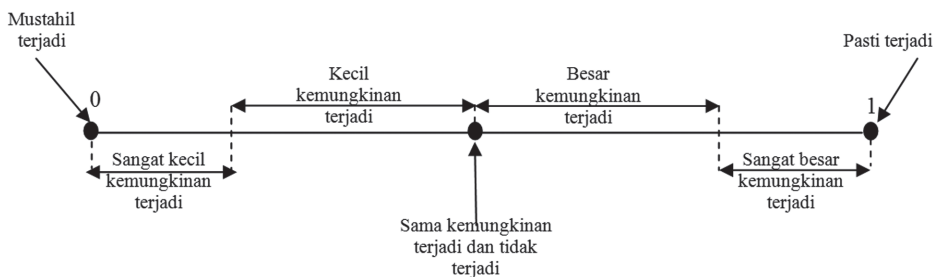 Mustahil
terjadi
Pasti terjadi
Kecil
kemungkinan
terjadi
Besar
kemungkinan
terjadi
0
1
Sangat kecil
kemungkinan
terjadi
Sangat besar
kemungkinan
terjadi
Sama kemungkinan
terjadi dan tidak
terjadi